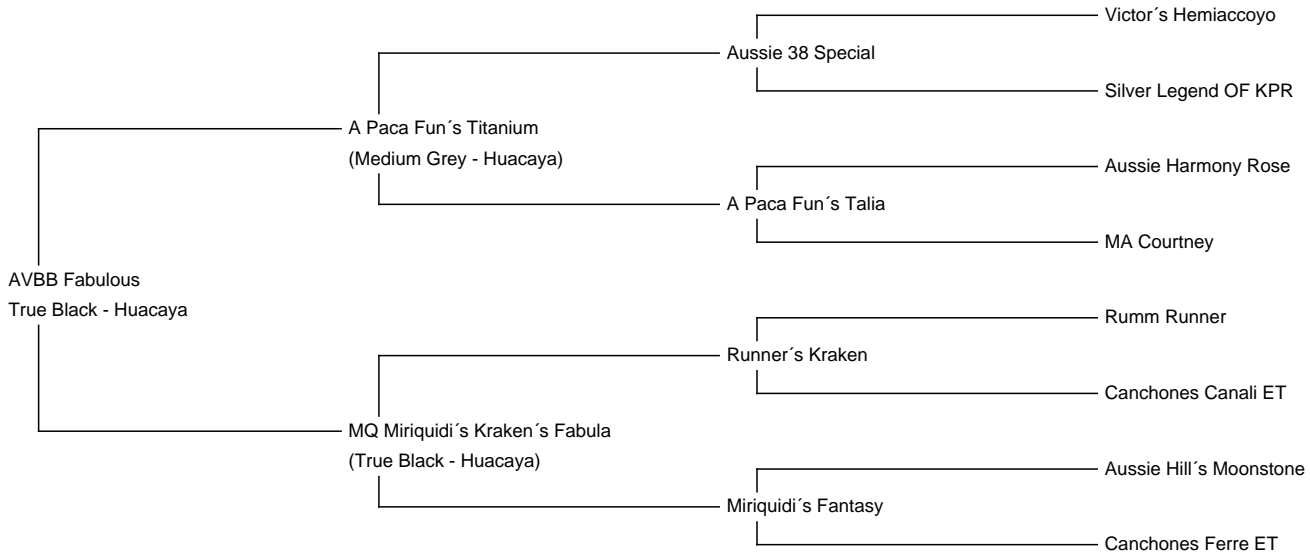 Victor´s Hemiaccoyo
Aussie 38 Special
Silver Legend OF KPR
A Paca Fun´s Titanium
(Medium Grey - Huacaya)
Aussie Harmony Rose
A Paca Fun´s Talia
MA Courtney
AVBB Fabulous
True Black - Huacaya
Rumm Runner
Runner´s Kraken
Canchones Canali ET
MQ Miriquidi´s Kraken´s Fabula
(True Black - Huacaya)
Aussie Hill´s Moonstone
Miriquidi´s Fantasy
Canchones Ferre ET